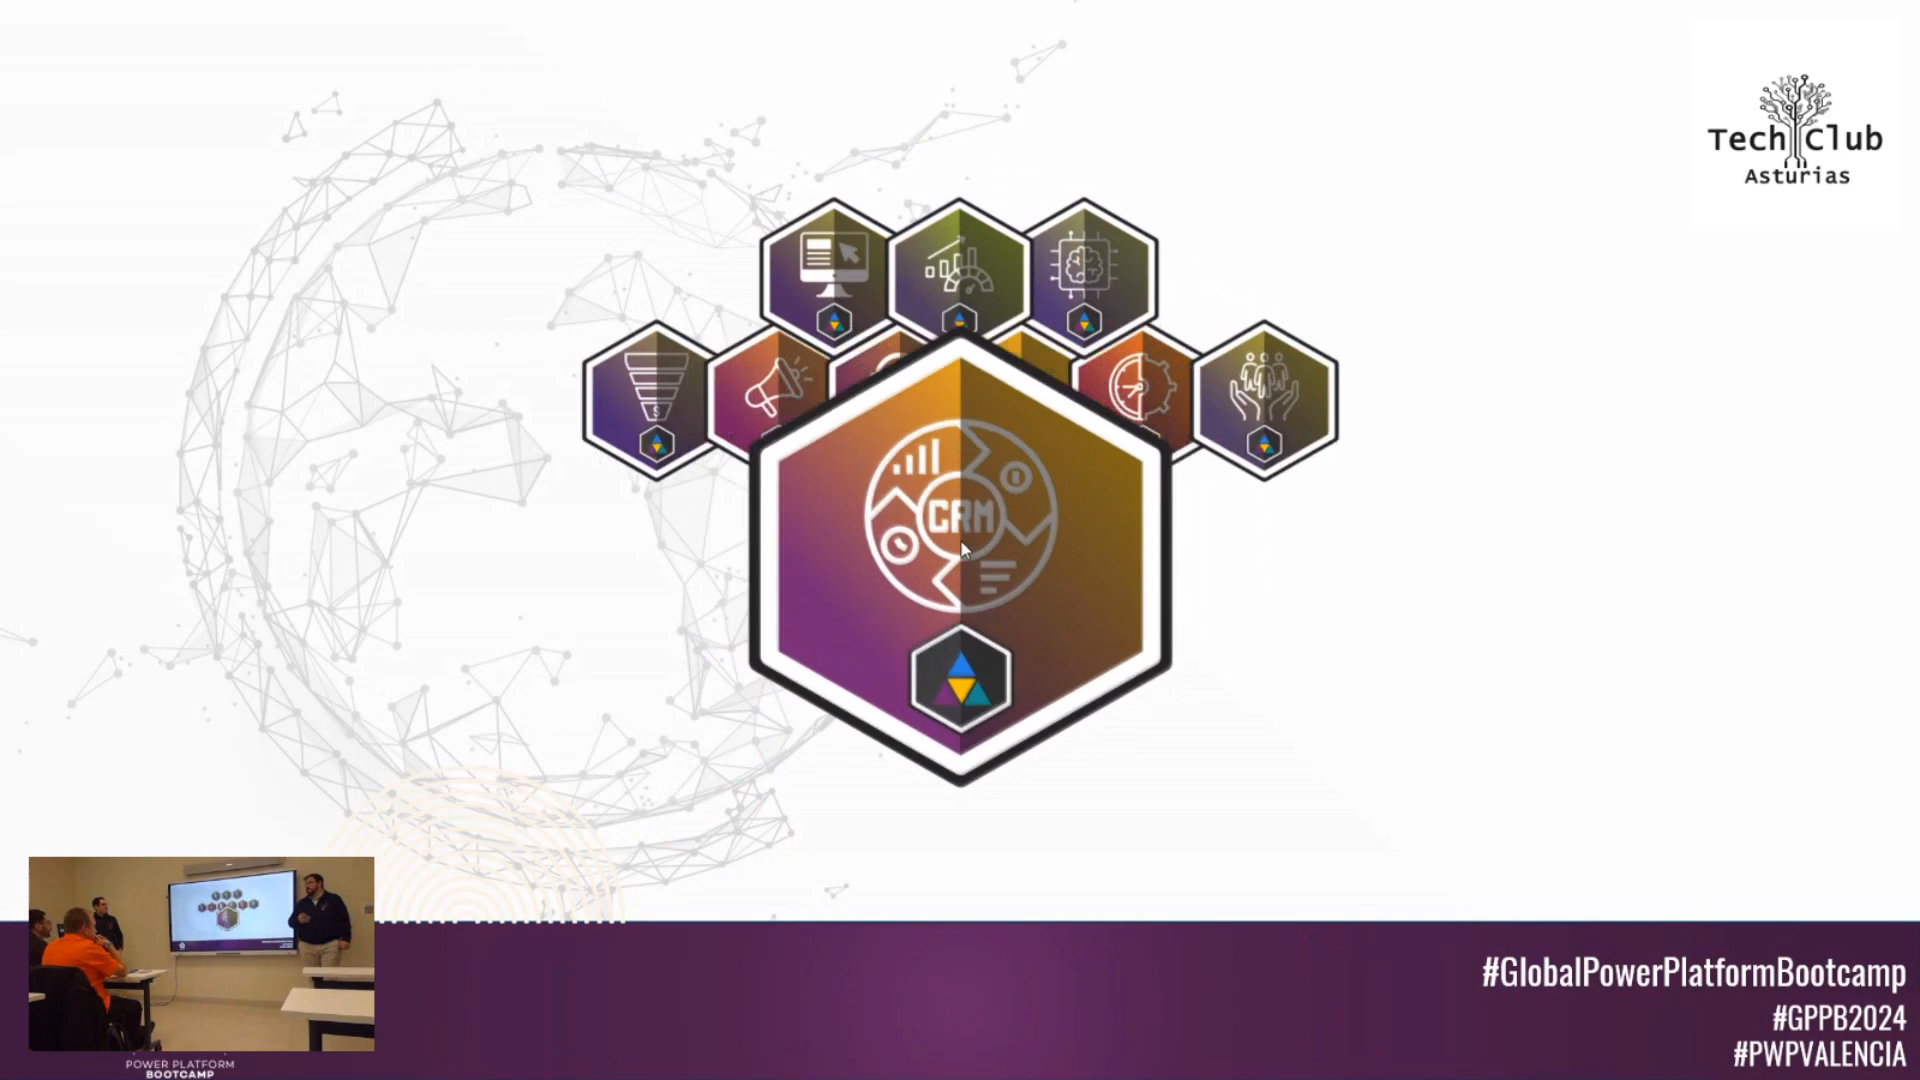 Tech Club
Asturias
$
CRM
#GlobalPowerPlatformBootcamp
#GPPB2024
#PWPVALENCIA
POWER PLATFORM
BOOTCAMP